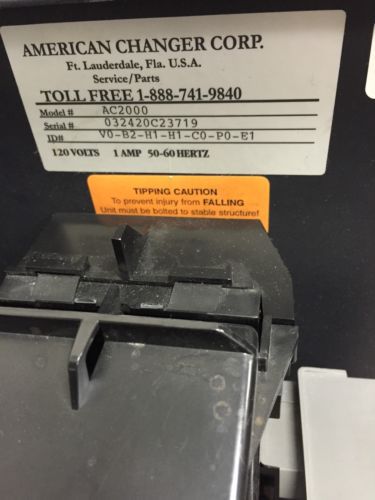 AMERICAN CHANGER CORP.
Ft. Lauderdale, Fla. U.S.A.
Service/Parts
TOLL FREE 1-888-741-9840
Model # AC2000
Serial # 032420C23719
ID# V0-B2-H1-H1-C0-P0-E1
120 VOLTS 1 AMP 50-60 HERTZ
TIPPING CAUTION
To prevent injury from FALLING
Unit must be bolted to stable structure!